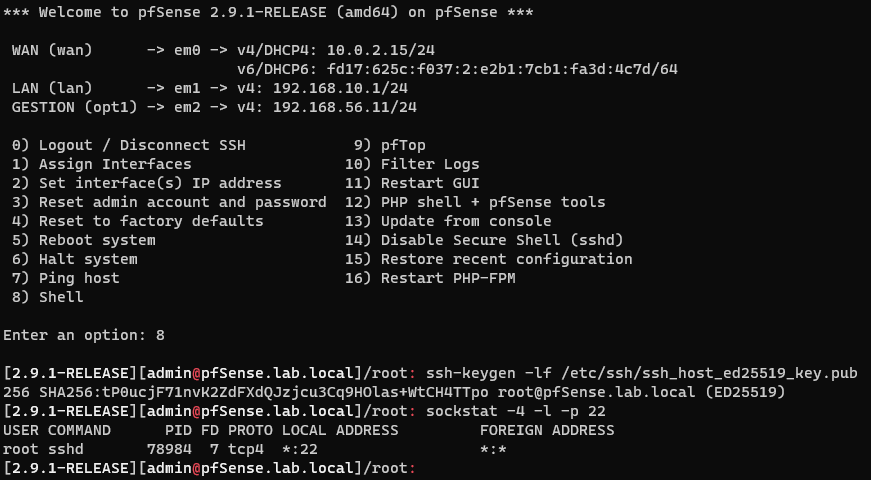 *** Welcome to pfSense 2.9.1-RELEASE (amd64) on pfSense ***
WAN (wan)      -> em0 -> v4/DHCP4: 10.0.2.15/24
v6/DHCP6: fd17:625c:f037:2:e2b1:7cb1:fa3d:4c7d/64
LAN (lan)      -> em1 -> v4: 192.168.10.1/24
GESTION (opt1) -> em2 -> v4: 192.168.56.11/24
0) Logout / Disconnect SSH            9) pfTop
1) Assign Interfaces                 10) Filter Logs
2) Set interface(s) IP address       11) Restart GUI
3) Reset admin account and password  12) PHP shell + pfSense tools
4) Reset to factory defaults         13) Update from console
5) Reboot system                     14) Disable Secure Shell (sshd)
6) Halt system                       15) Restore recent configuration
7) Ping host                         16) Restart PHP-FPM
8) Shell
Enter an option: 8
[2.9.1-RELEASE][admin@pfSense.lab.local]/root: ssh-keygen -lf /etc/ssh/ssh_host_ed25519_key.pub
256 SHA256:tP0ucjF71nvK2ZdFXdQJzjcu3Cq9HOlas+WtCH4TTpo root@pfSense.lab.local (ED25519)
[2.9.1-RELEASE][admin@pfSense.lab.local]/root: sockstat -4 -l -p 22
USER COMMAND      PID FD PROTO LOCAL ADDRESS         FOREIGN ADDRESS
root sshd       78984  7 tcp4  *:22                  *:*
[2.9.1-RELEASE][admin@pfSense.lab.local]/root: